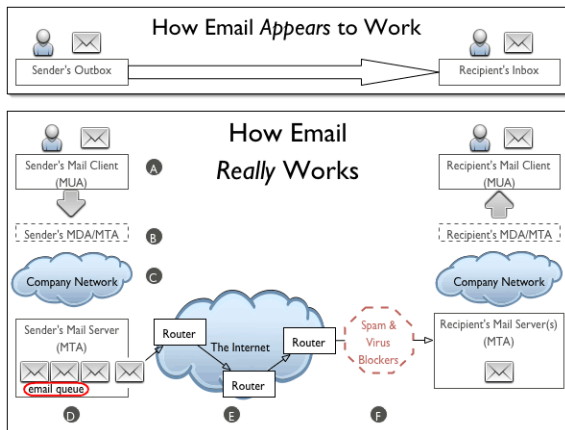 How Email Appears to Work
Sender's Outbox
Recipient's Inbox
How Email
Really Works
Sender's Mail Client
(MUA)
A
Recipient's Mail Client
(MUA)
Sender's MDA/MTA
B
Recipient's MDA/MTA
Company Network
C
Company Network
Sender's Mail Server
(MTA)
email queue
Router
The Internet
Router
Router
Spam &
Virus
Blockers
Recipient's Mail Server(s)
(MTA)
D
E
F